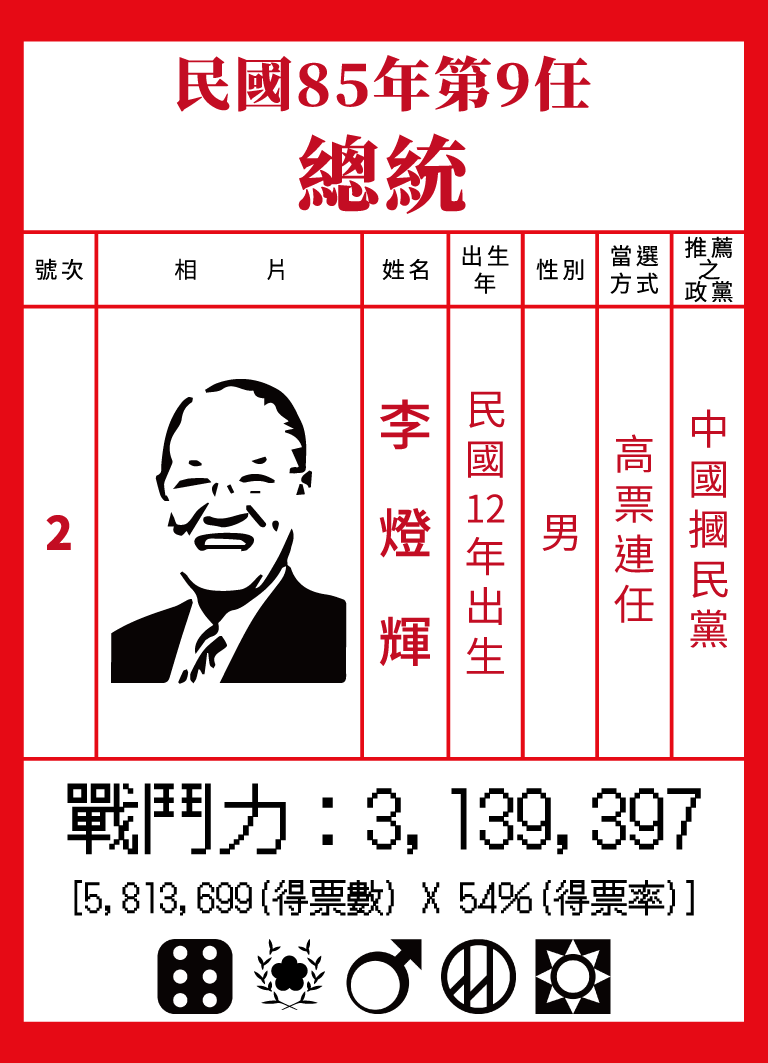 民國85年第9任
總統
號次
相 片
姓名
出生年
性別
當選方式
推薦之政黨
2
李燈輝
民國12年出生
男
高票連任
中國摑民黨
戰鬥力：3,139,397
[5,813,699(得票數) X 54%(得票率)]